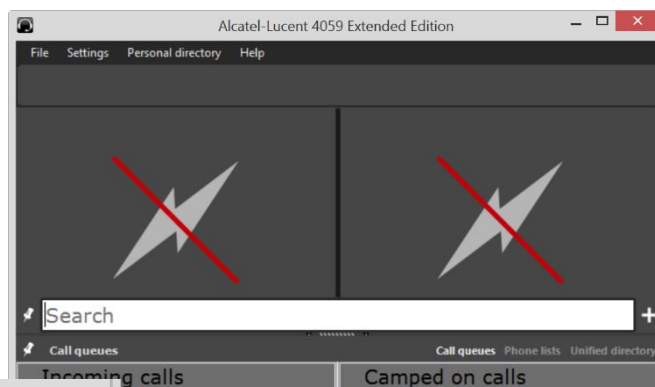 Alcatel-Lucent 4059 Extended Edition
File Settings Personal directory Help
Search
Call queues Call queues Phone lists Unified directory
Incoming calls Camped on calls